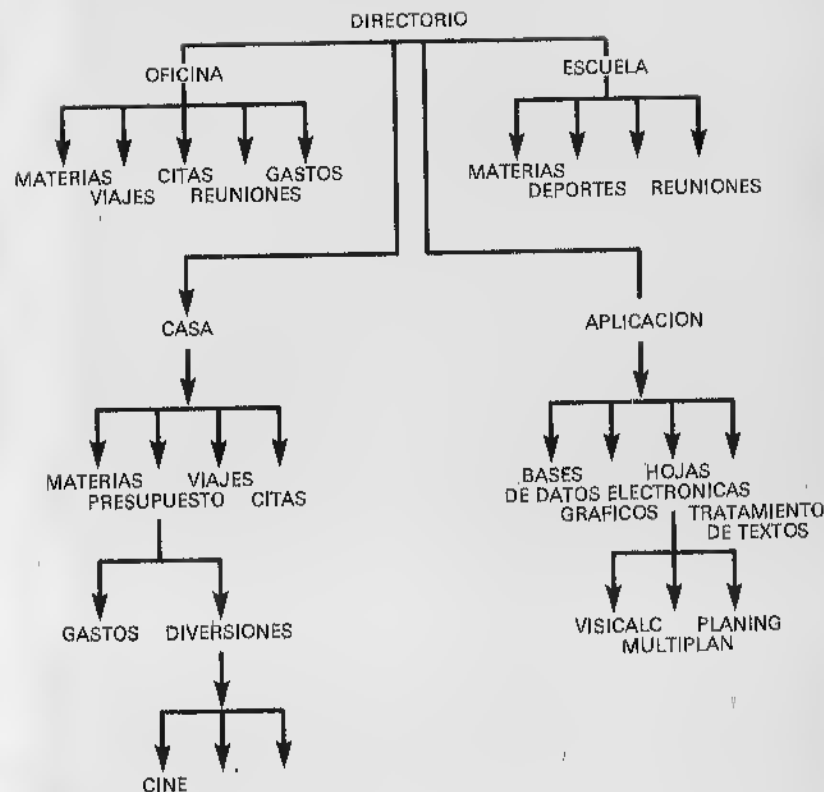 DIRECTORIO
OFICINA
ESCUELA
MATERIAS CITAS GASTOS
VIAJES REUNIONES
MATERIAS
DEPORTES REUNIONES
CASA
APLICACION
MATERIAS VIAJES
PRESUPUESTO CITAS
BASES HOJAS
DE DATOS ELECTRONICAS
GRAFICOS TRATAMIENTO
DE TEXTOS
GASTOS DIVERSIONES
VISICALC PLANING
MULTIPLAN
CINE